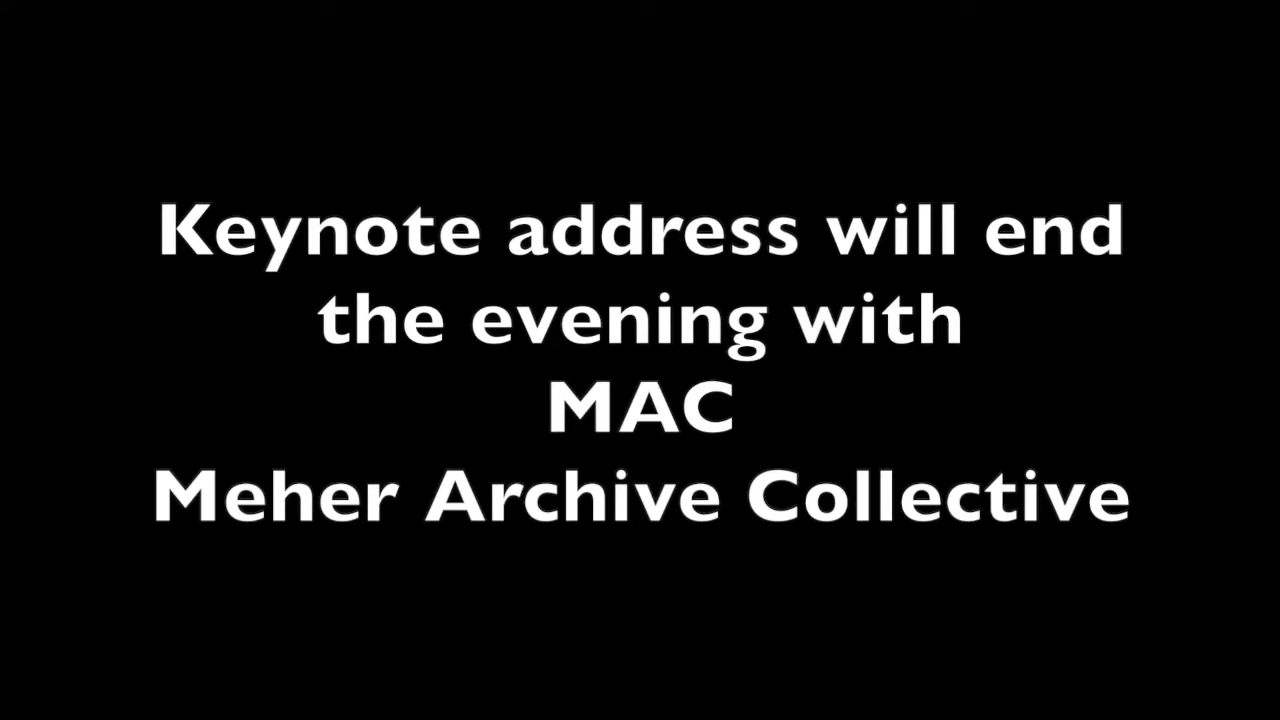 Keynote address will end
the evening with
MAC
Meher Archive Collective